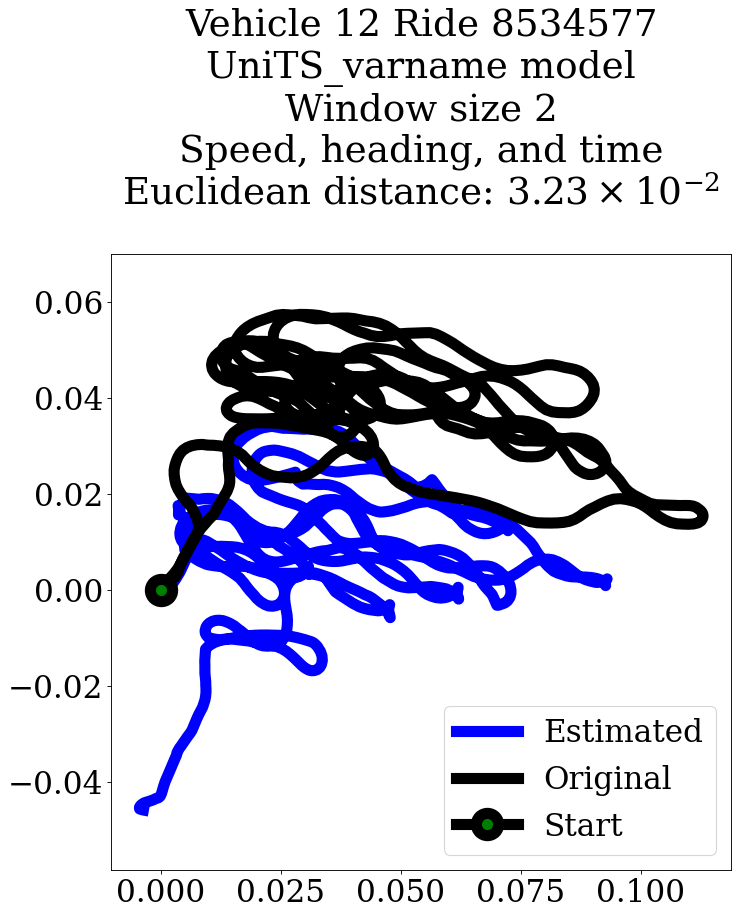 Vehicle 12 Ride 8534577
UniTS_varname model
Window size 2
Speed, heading, and time
Euclidean distance: 3.23 × 10⁻²
0.06
0.04
0.02
0.00
−0.02
−0.04
Estimated
Original
Start
0.000 0.025 0.050 0.075 0.100